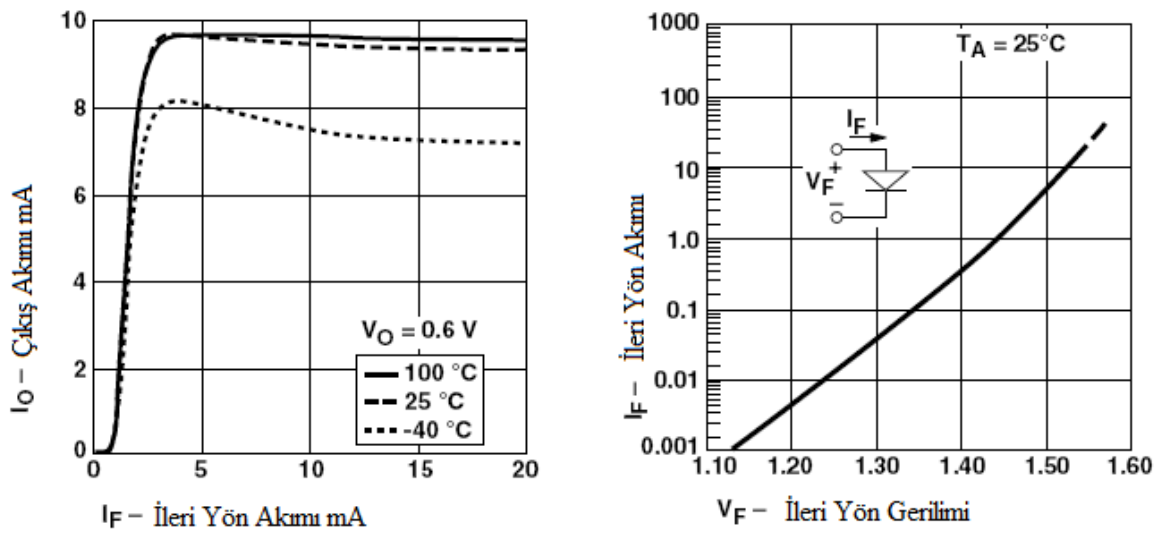 10
8
6
4
2
0
0 5 10 15 20
I_O – Çıkış Akımı mA
V_O = 0.6 V
100 °C
25 °C
-40 °C
I_F – İleri Yön Akımı mA
1000
100
10
1.0
0.1
0.01
0.001
1.10 1.20 1.30 1.40 1.50 1.60
I_F – İleri Yön Akımı
T_A = 25°C
I_F
+
V_F
–
V_F – İleri Yön Gerilimi